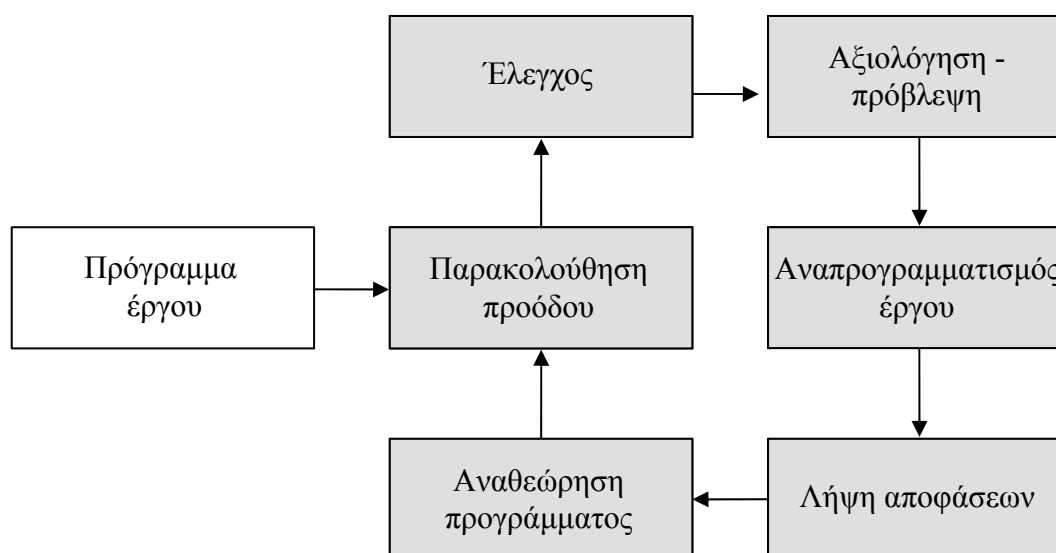 Έλεγχος
Αξιολόγηση -
πρόβλεψη
Πρόγραμμα
έργου
Παρακολούθηση
προόδου
Αναπρογραμματισμός
έργου
Αναθεώρηση
προγράμματος
Λήψη αποφάσεων